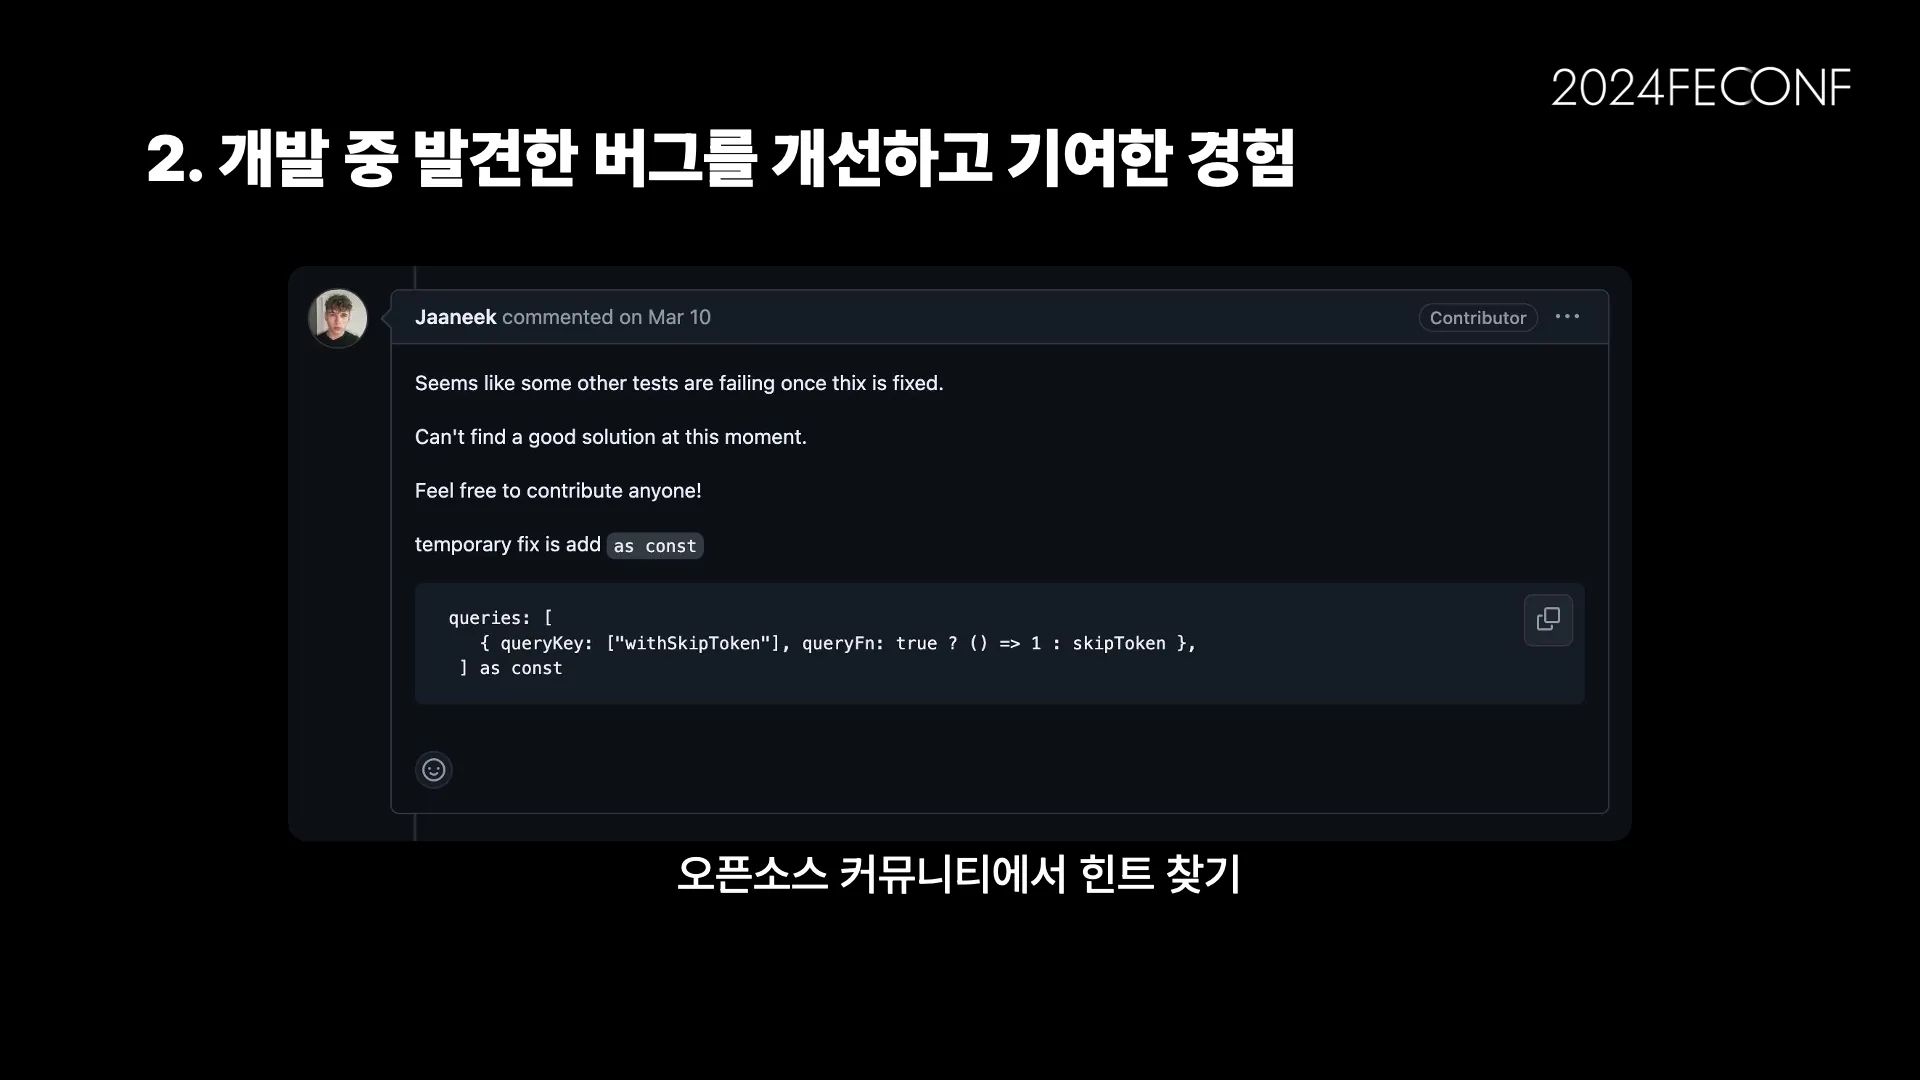 2024FECONF
2. 개발 중 발견한 버그를 개선하고 기여한 경험
Jaaneek commented on Mar 10
Contributor
Seems like some other tests are failing once thix is fixed.
Can't find a good solution at this moment.
Feel free to contribute anyone!
temporary fix is add as const
queries: [
{ queryKey: ["withSkipToken"], queryFn: true ? () => 1 : skipToken },
] as const
오픈소스 커뮤니티에서 힌트 찾기